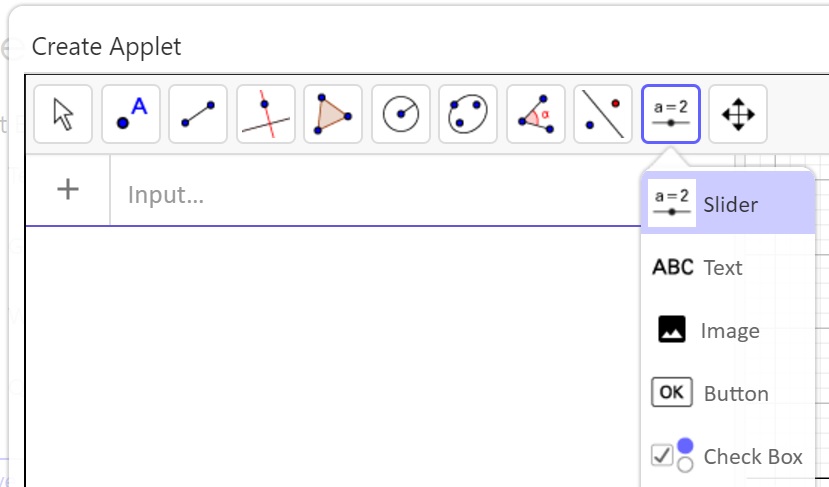 Create Applet
A
α
a=2
+
Input...
a=2 Slider
ABC Text
Image
OK Button
Check Box